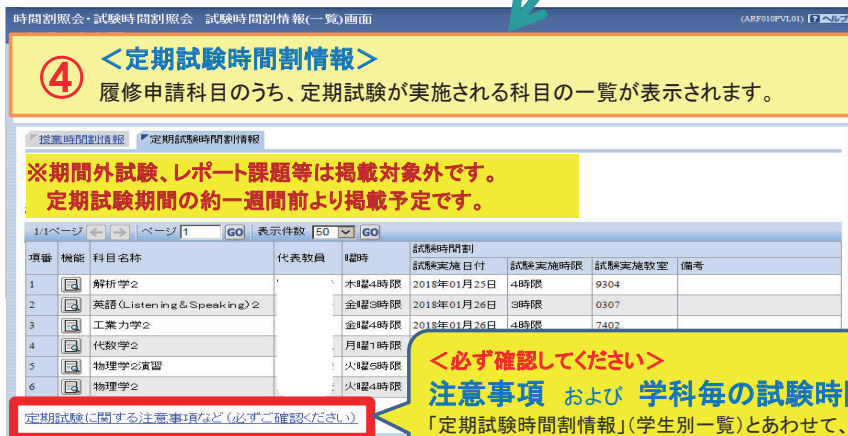 時間割照会・試験時間割照会　試験時間割情報(一覧)画面
(ARF010PVL01) ? ヘルプ
④ ＜定期試験時間割情報＞
履修申請科目のうち、定期試験が実施される科目の一覧が表示されます。
授業時間割情報 定期試験時間割情報
※期間外試験、レポート課題等は掲載対象外です。
定期試験期間の約一週間前より掲載予定です。
1/1ページ ← → ページ 1 GO 表示件数 50 GO
項番 機能 科目名称 代表教員 曜時 試験時間割
試験実施日付 試験実施時限 試験実施教室 備考
1 解析学2 木曜4時限 2018年01月25日 4時限 9304
2 英語(Listening&Speaking)2 金曜3時限 2018年01月26日 3時限 0307
3 工業力学2 金曜4時限 2018年01月26日 4時限 7402
4 代数学2 月曜1時限
5 物理学2演習 火曜5時限
6 物理学2 火曜4時限
定期試験に関する注意事項など(必ずご確認ください)
＜必ず確認してください＞
注意事項 および 学科毎の試験時
「定期試験時間割情報」(学生別一覧)とあわせて、